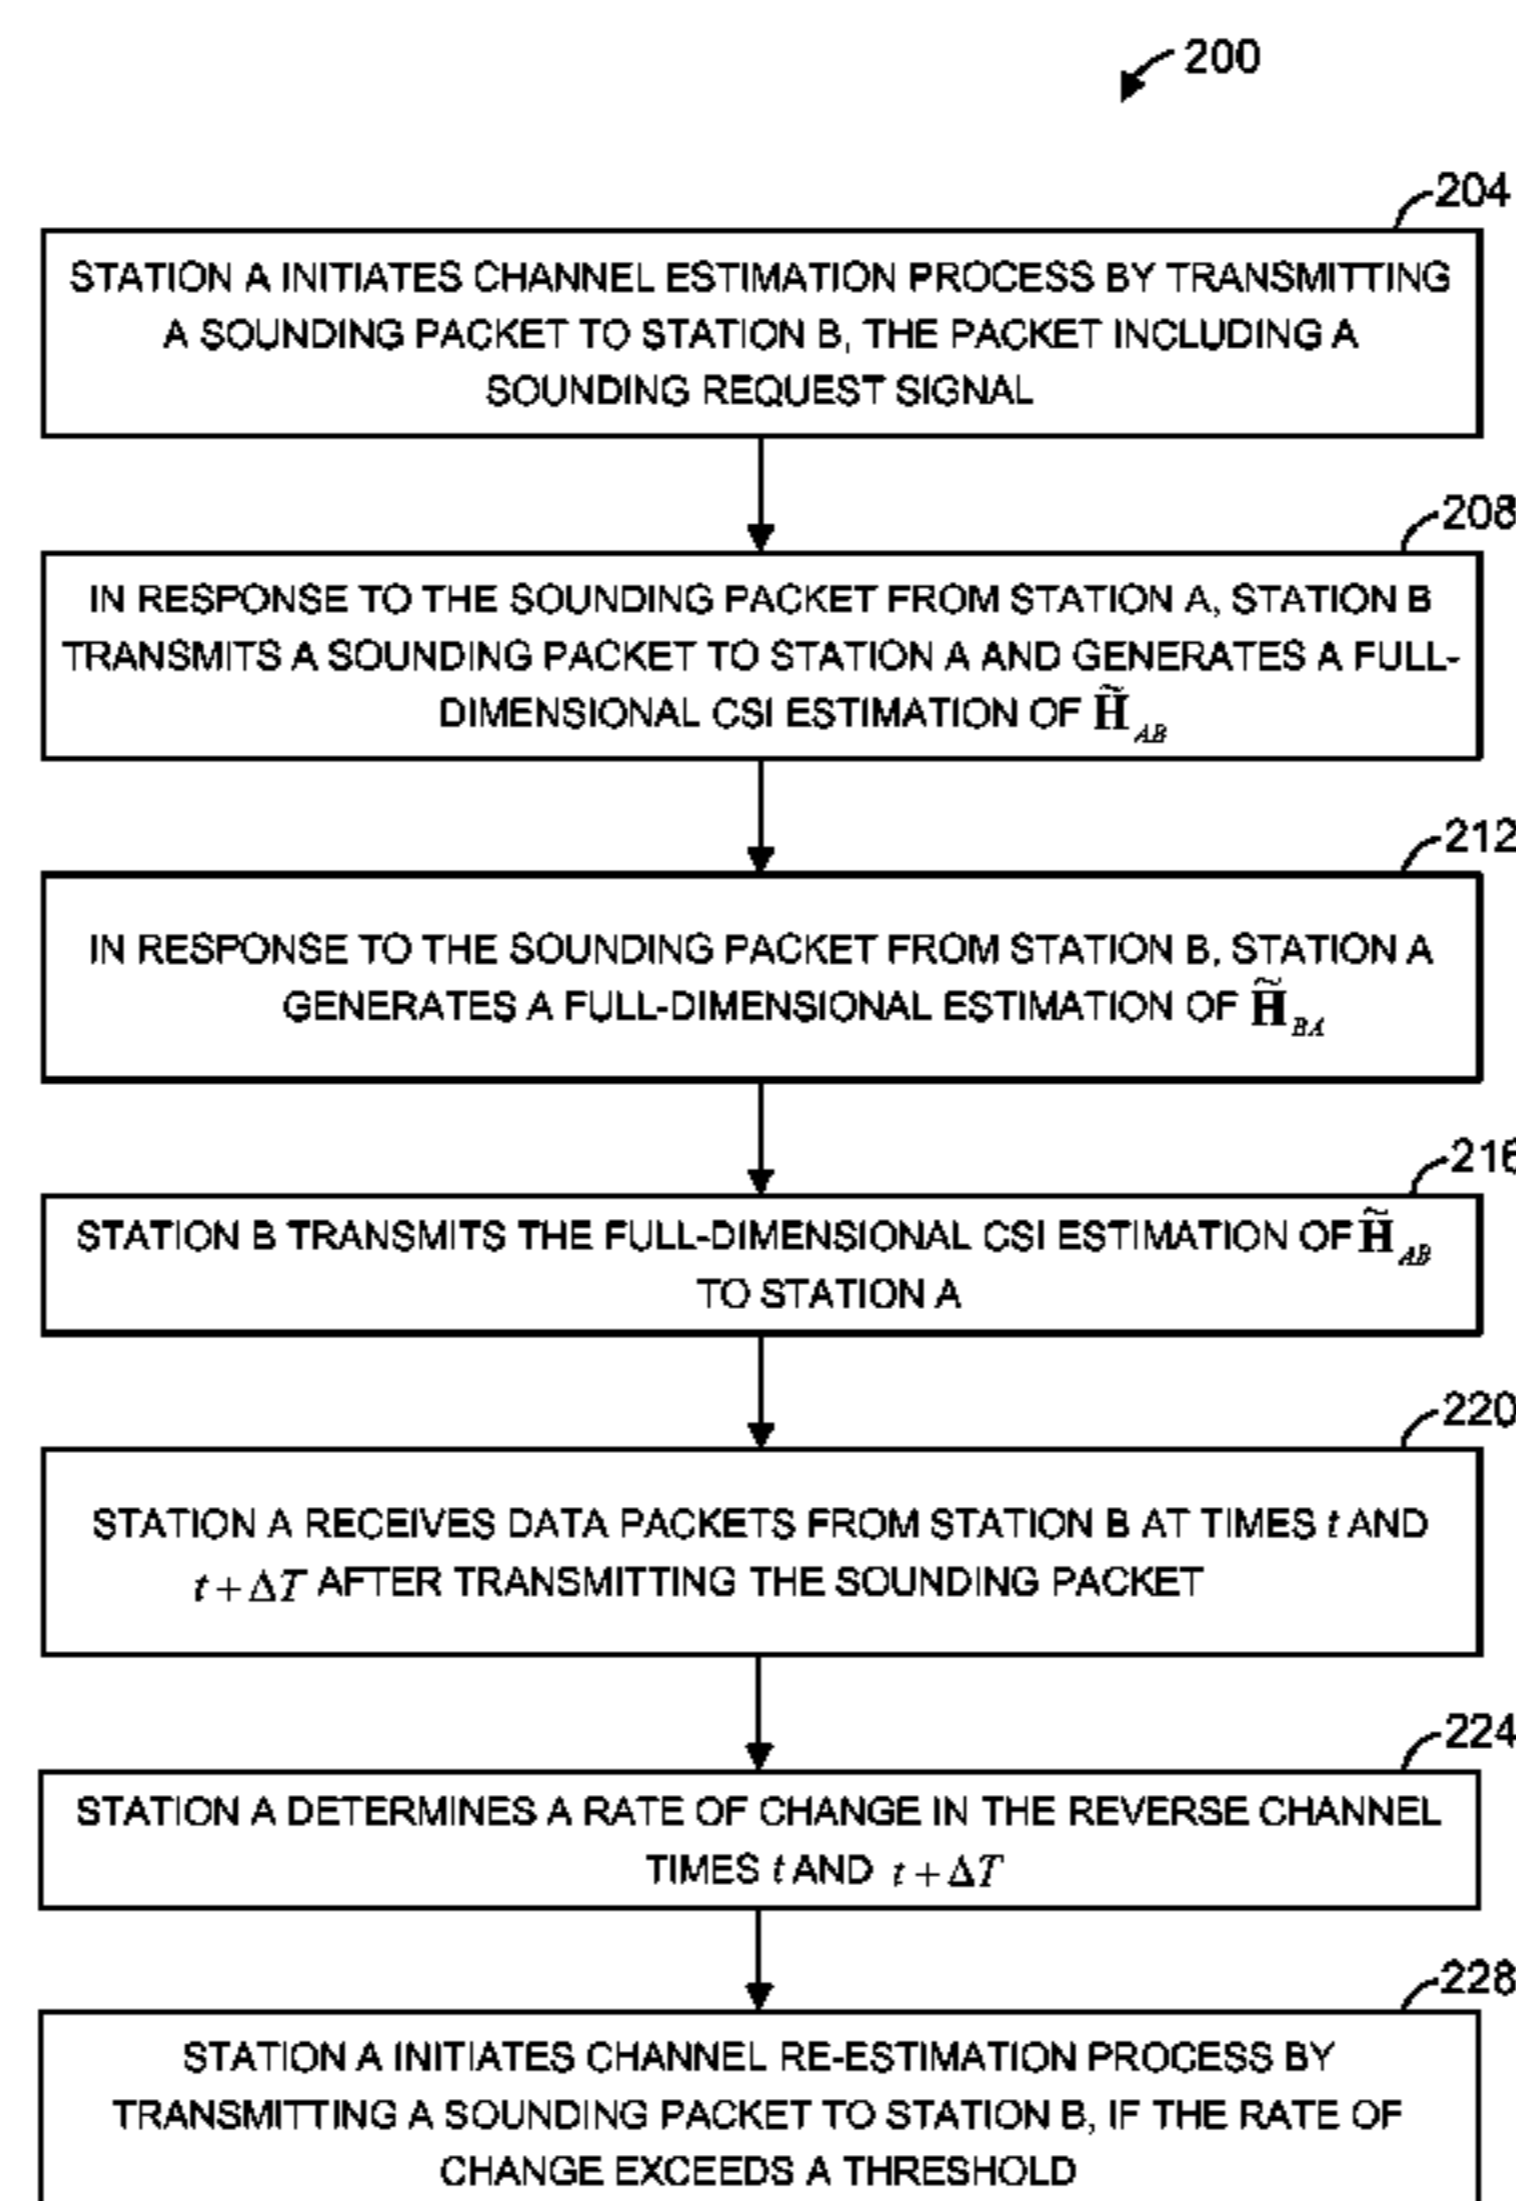 200
204
STATION A INITIATES CHANNEL ESTIMATION PROCESS BY TRANSMITTING
A SOUNDING PACKET TO STATION B, THE PACKET INCLUDING A
SOUNDING REQUEST SIGNAL
208
IN RESPONSE TO THE SOUNDING PACKET FROM STATION A, STATION B
TRANSMITS A SOUNDING PACKET TO STATION A AND GENERATES A FULL-
DIMENSIONAL CSI ESTIMATION OF H̃_AB
212
IN RESPONSE TO THE SOUNDING PACKET FROM STATION B, STATION A
GENERATES A FULL-DIMENSIONAL ESTIMATION OF H̃_BA
216
STATION B TRANSMITS THE FULL-DIMENSIONAL CSI ESTIMATION OF H̃_AB
TO STATION A
220
STATION A RECEIVES DATA PACKETS FROM STATION B AT TIMES t AND
t + ΔT AFTER TRANSMITTING THE SOUNDING PACKET
224
STATION A DETERMINES A RATE OF CHANGE IN THE REVERSE CHANNEL
TIMES t AND t + ΔT
228
STATION A INITIATES CHANNEL RE-ESTIMATION PROCESS BY
TRANSMITTING A SOUNDING PACKET TO STATION B, IF THE RATE OF
CHANGE EXCEEDS A THRESHOLD